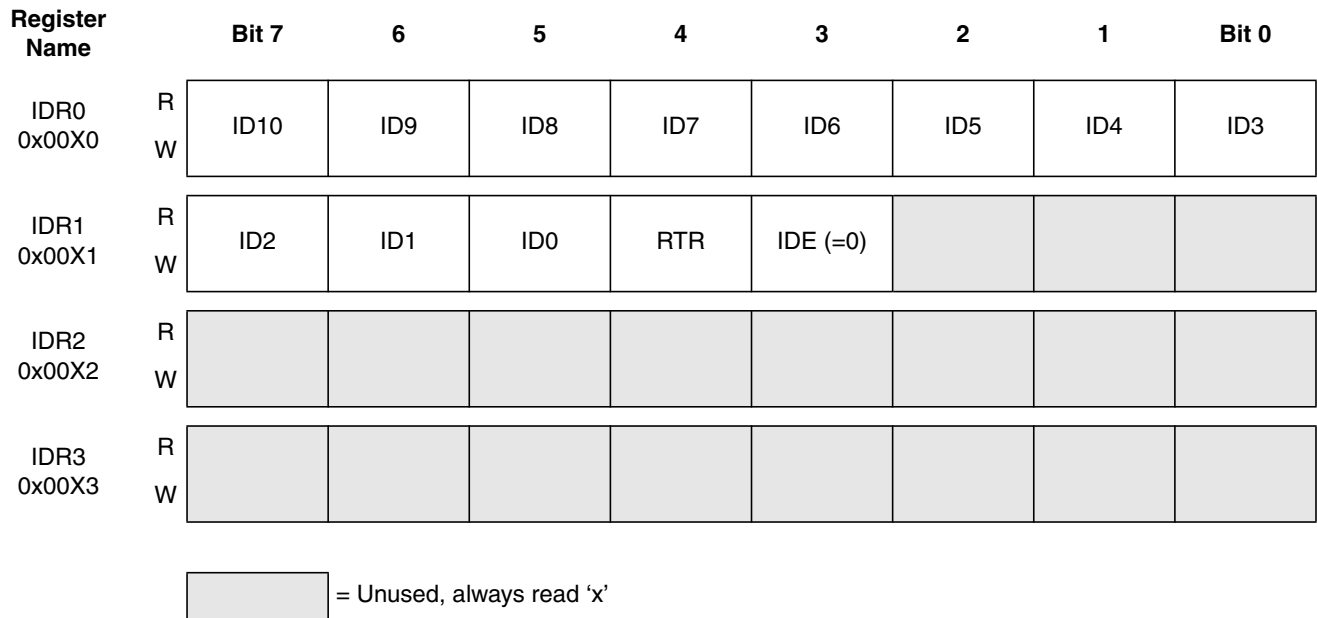 Register Name Bit 7 6 5 4 3 2 1 Bit 0
IDR0 0x00X0 R W ID10 ID9 ID8 ID7 ID6 ID5 ID4 ID3
IDR1 0x00X1 R W ID2 ID1 ID0 RTR IDE (=0)
IDR2 0x00X2 R W
IDR3 0x00X3 R W
= Unused, always read ‘x’